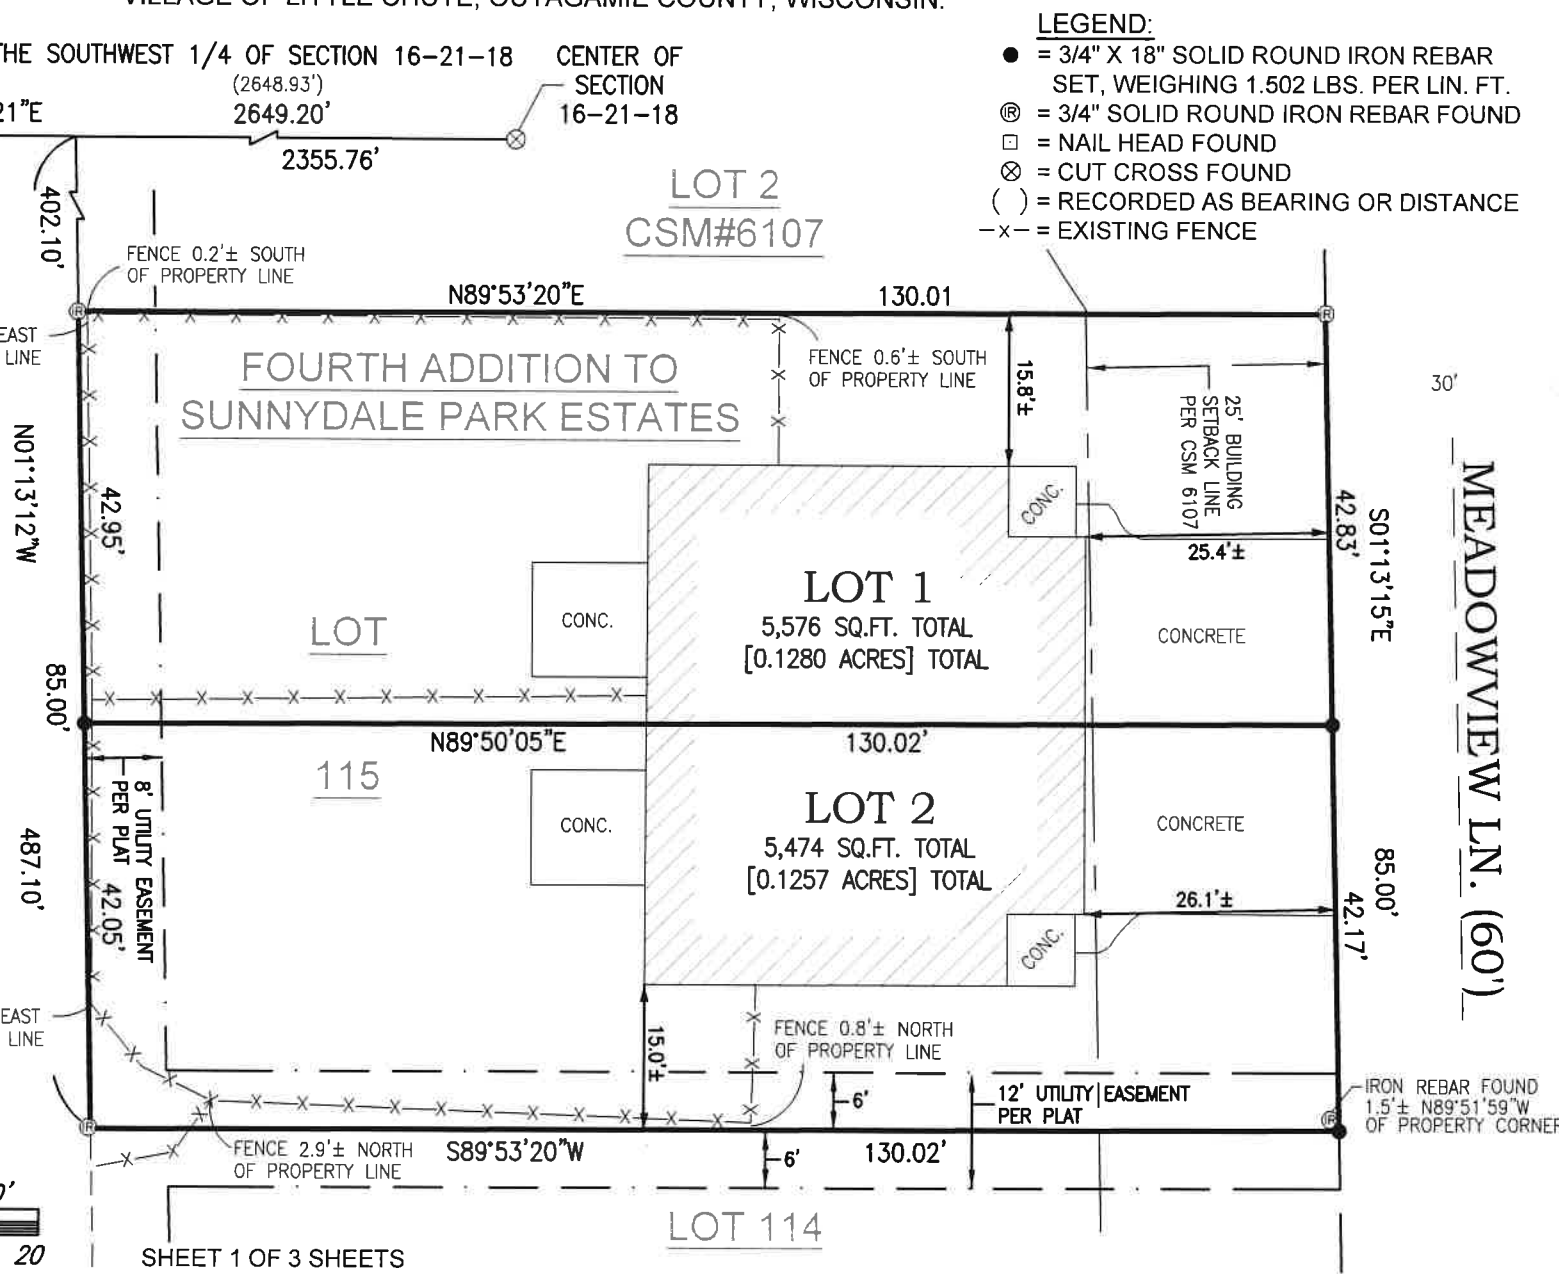 VILLAGE OF LITTLE CHUTE, OUTAGAMIE COUNTY, WISCONSIN.
THE SOUTHWEST 1/4 OF SECTION 16-21-18
(2648.93')
21"E
2649.20'
2355.76'
CENTER OF
SECTION
16-21-18
LEGEND:
● = 3/4" X 18" SOLID ROUND IRON REBAR
SET, WEIGHING 1.502 LBS. PER LIN. FT.
IR = 3/4" SOLID ROUND IRON REBAR FOUND
□ = NAIL HEAD FOUND
⊗ = CUT CROSS FOUND
( ) = RECORDED AS BEARING OR DISTANCE
-x- = EXISTING FENCE
402.10'
LOT 2
CSM#6107
FENCE 0.2'± SOUTH
OF PROPERTY LINE
N89°53'20"E
130.01
IR
IR
EAST
LINE
FOURTH ADDITION TO
SUNNYDALE PARK ESTATES
FENCE 0.6'± SOUTH
OF PROPERTY LINE
15.8'±
25' BUILDING
SETBACK LINE
PER CSM 6107
30'
N01°13'12"W
42.95'
CONC.
25.4'±
42.83'
S01°13'15"E
MEADOWVIEW LN. (60')
LOT 1
5,576 SQ.FT. TOTAL
[0.1280 ACRES] TOTAL
CONC.
LOT
CONCRETE
85.00'
N89°50'05"E
130.02'
115
8' UTILITY EASEMENT
PER PLAT
42.05'
487.10'
CONC.
LOT 2
5,474 SQ.FT. TOTAL
[0.1257 ACRES] TOTAL
CONCRETE
85.00'
42.17'
26.1'±
CONC.
EAST
LINE
15.0'±
FENCE 0.8'± NORTH
OF PROPERTY LINE
6'
12' UTILITY EASEMENT
PER PLAT
IRON REBAR FOUND
1.5'± N89°51'59"W
OF PROPERTY CORNER
IR
IR
FENCE 2.9'± NORTH
OF PROPERTY LINE
S89°53'20"W
6'
130.02'
LOT 114
20
SHEET 1 OF 3 SHEETS